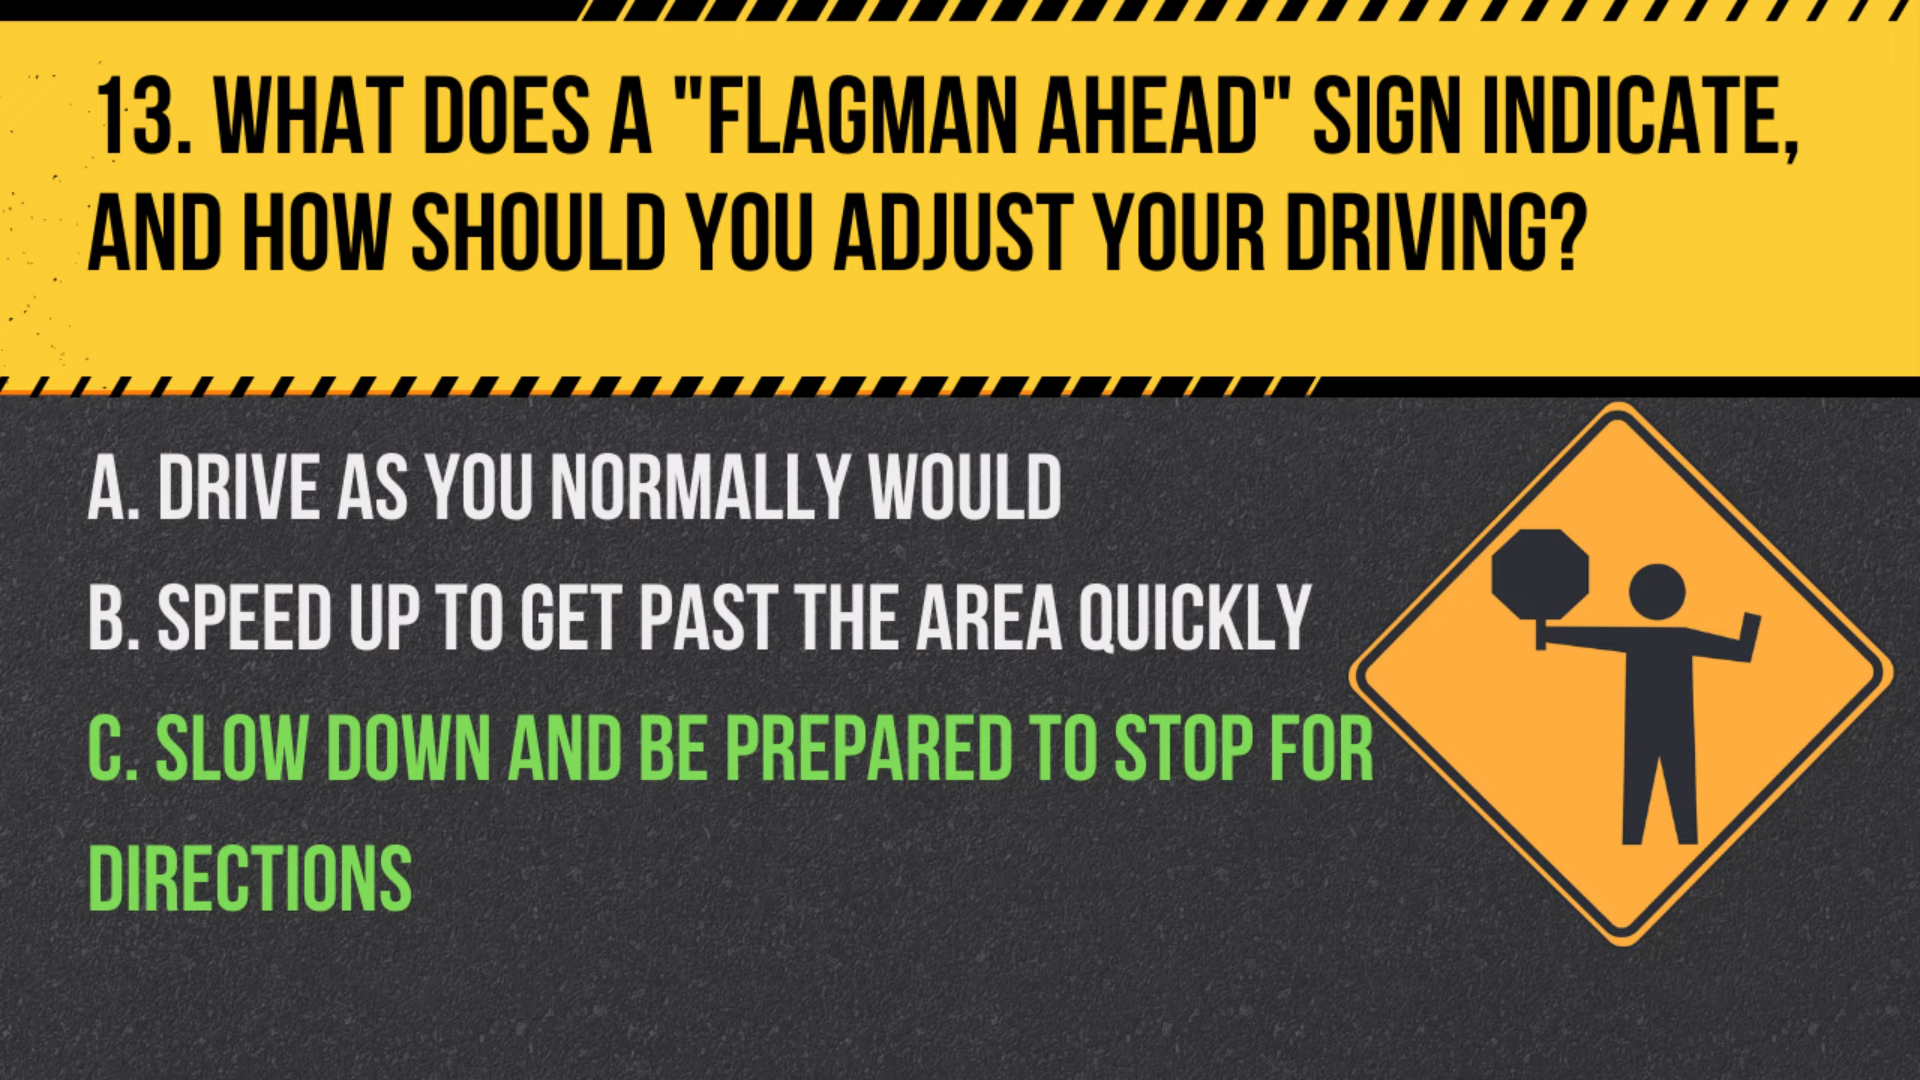 13. WHAT DOES A "FLAGMAN AHEAD" SIGN INDICATE,
AND HOW SHOULD YOU ADJUST YOUR DRIVING?
A. DRIVE AS YOU NORMALLY WOULD
B. SPEED UP TO GET PAST THE AREA QUICKLY
C. SLOW DOWN AND BE PREPARED TO STOP FOR
DIRECTIONS